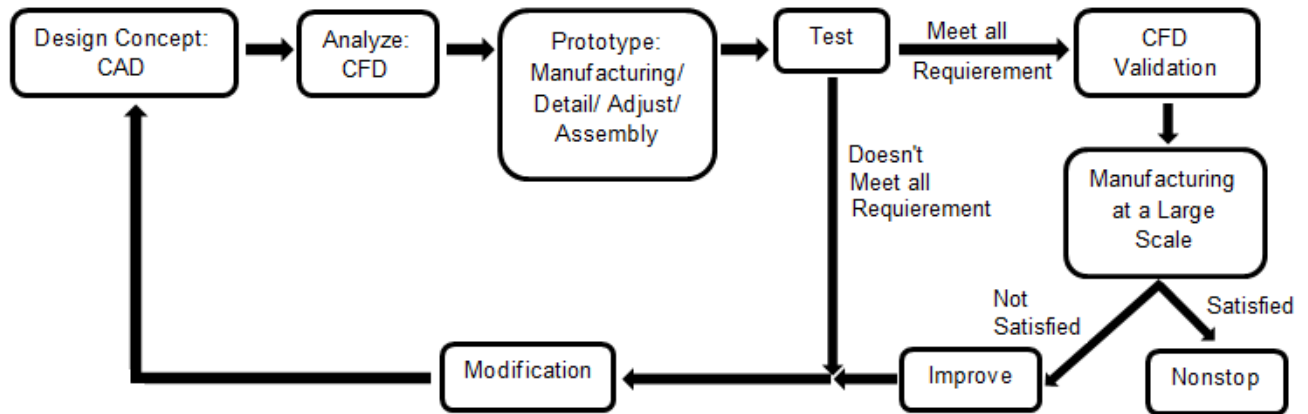 Design Concept:
CAD
Analyze:
CFD
Prototype:
Manufacturing/
Detail/ Adjust/
Assembly
Test
Meet all
Requierement
CFD
Validation
Doesn't
Meet all
Requierement
Manufacturing
at a Large
Scale
Not
Satisfied
Satisfied
Modification
Improve
Nonstop